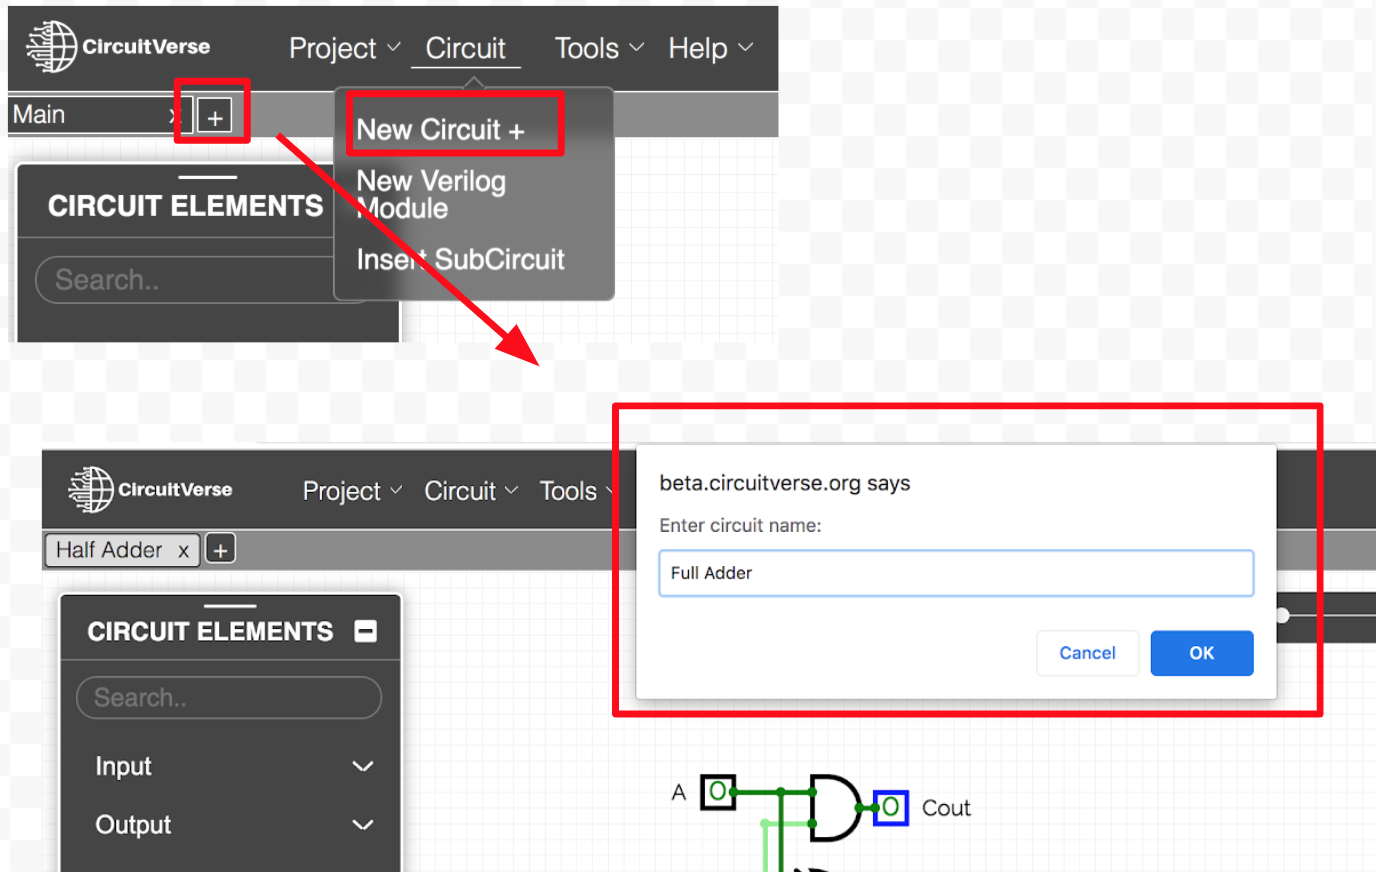 CircuitVerse
Project Circuit Tools Help
Main x +
New Circuit +
New Verilog
Module
Insert SubCircuit
CIRCUIT ELEMENTS
Search..
CircuitVerse
Project Circuit Tools
beta.circuitverse.org says
Enter circuit name:
Full Adder
Cancel OK
Half Adder x +
CIRCUIT ELEMENTS
Search..
Input
Output
A 0 0 Cout